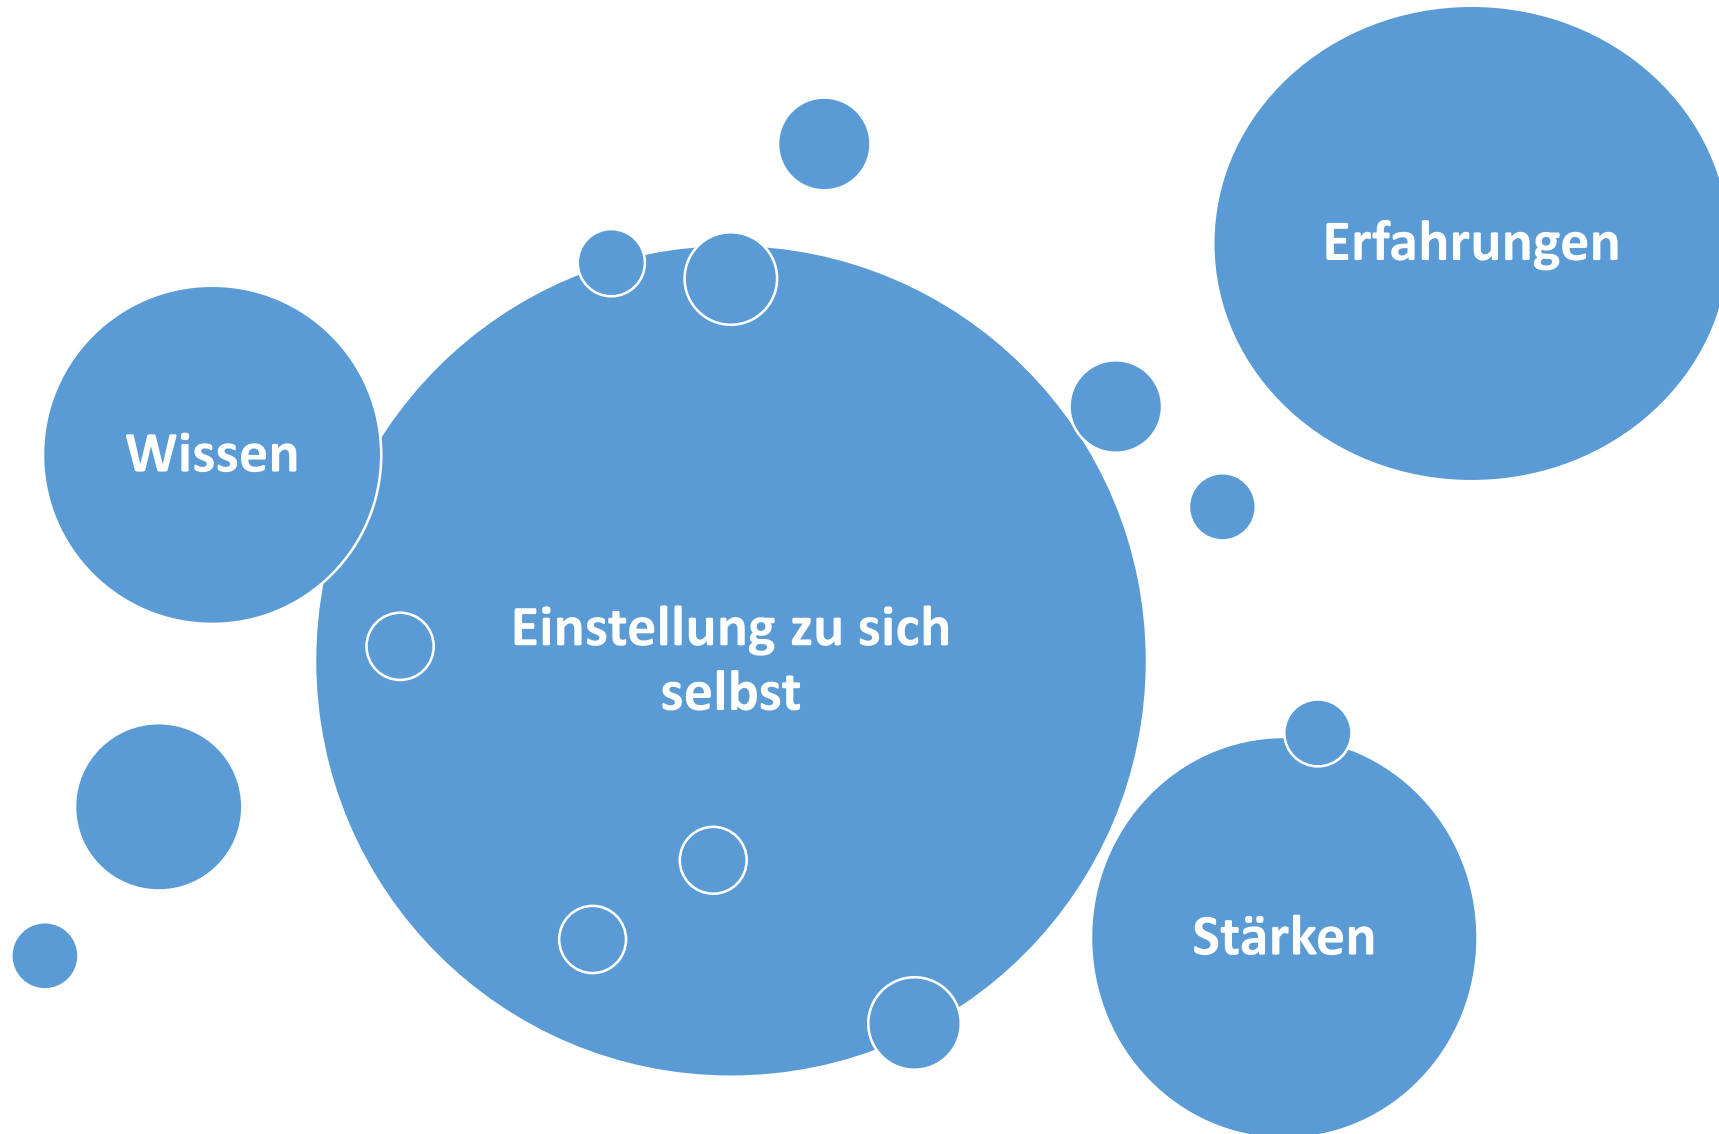 Erfahrungen
Wissen
Einstellung zu sich
selbst
Stärken